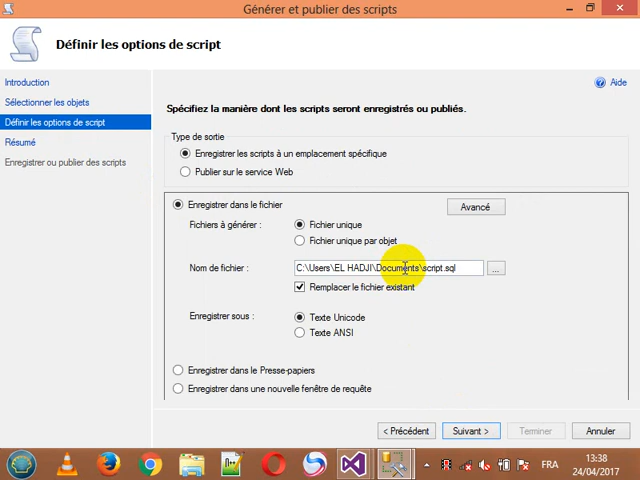 Générer et publier des scripts
Définir les options de script
Introduction
Sélectionner les objets
Définir les options de script
Résumé
Enregistrer ou publier des scripts
Aide
Spécifiez la manière dont les scripts seront enregistrés ou publiés.
Type de sortie
Enregistrer les scripts à un emplacement spécifique
Publier sur le service Web
Enregistrer dans le fichier
Avancé
Fichiers à générer :
Fichier unique
Fichier unique par objet
Nom de fichier :
C:\Users\EL HADJI\Documents\script.sql
...
Remplacer le fichier existant
Enregistrer sous :
Texte Unicode
Texte ANSI
Enregistrer dans le Presse-papiers
Enregistrer dans une nouvelle fenêtre de requête
< Précédent
Suivant >
Terminer
Annuler
FRA
13:38
24/04/2017